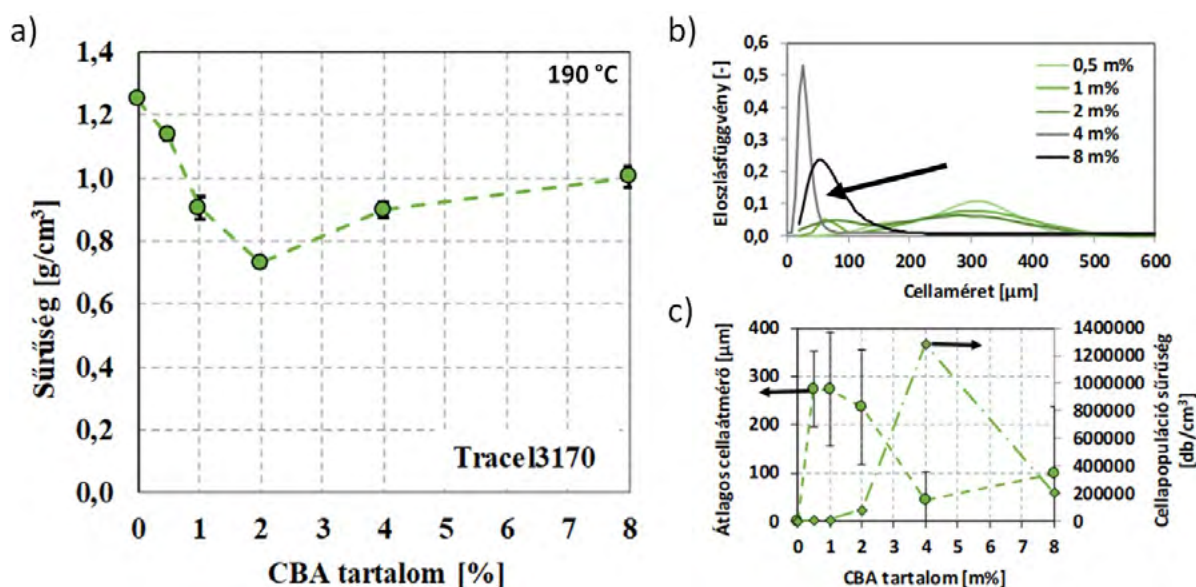 a)
Sűrűség [g/cm³]
1,4
1,2
1,0
0,8
0,6
0,4
0,2
0,0
190 °C
Tracel3170
0 1 2 3 4 5 6 7 8
CBA tartalom [%]
b)
Eloszlásfüggvény [-]
0,6
0,5
0,4
0,3
0,2
0,1
0,0
0,5 m%
1 m%
2 m%
4 m%
8 m%
0 100 200 300 400 500 600
Cellaméret [µm]
c)
Átlagos cellaátmérő [µm]
400
300
200
100
0
1400000
1200000
1000000
800000
600000
400000
200000
0
Cellapopuláció sűrűség
[db/cm³]
0 1 2 3 4 5 6 7 8
CBA tartalom [m%]